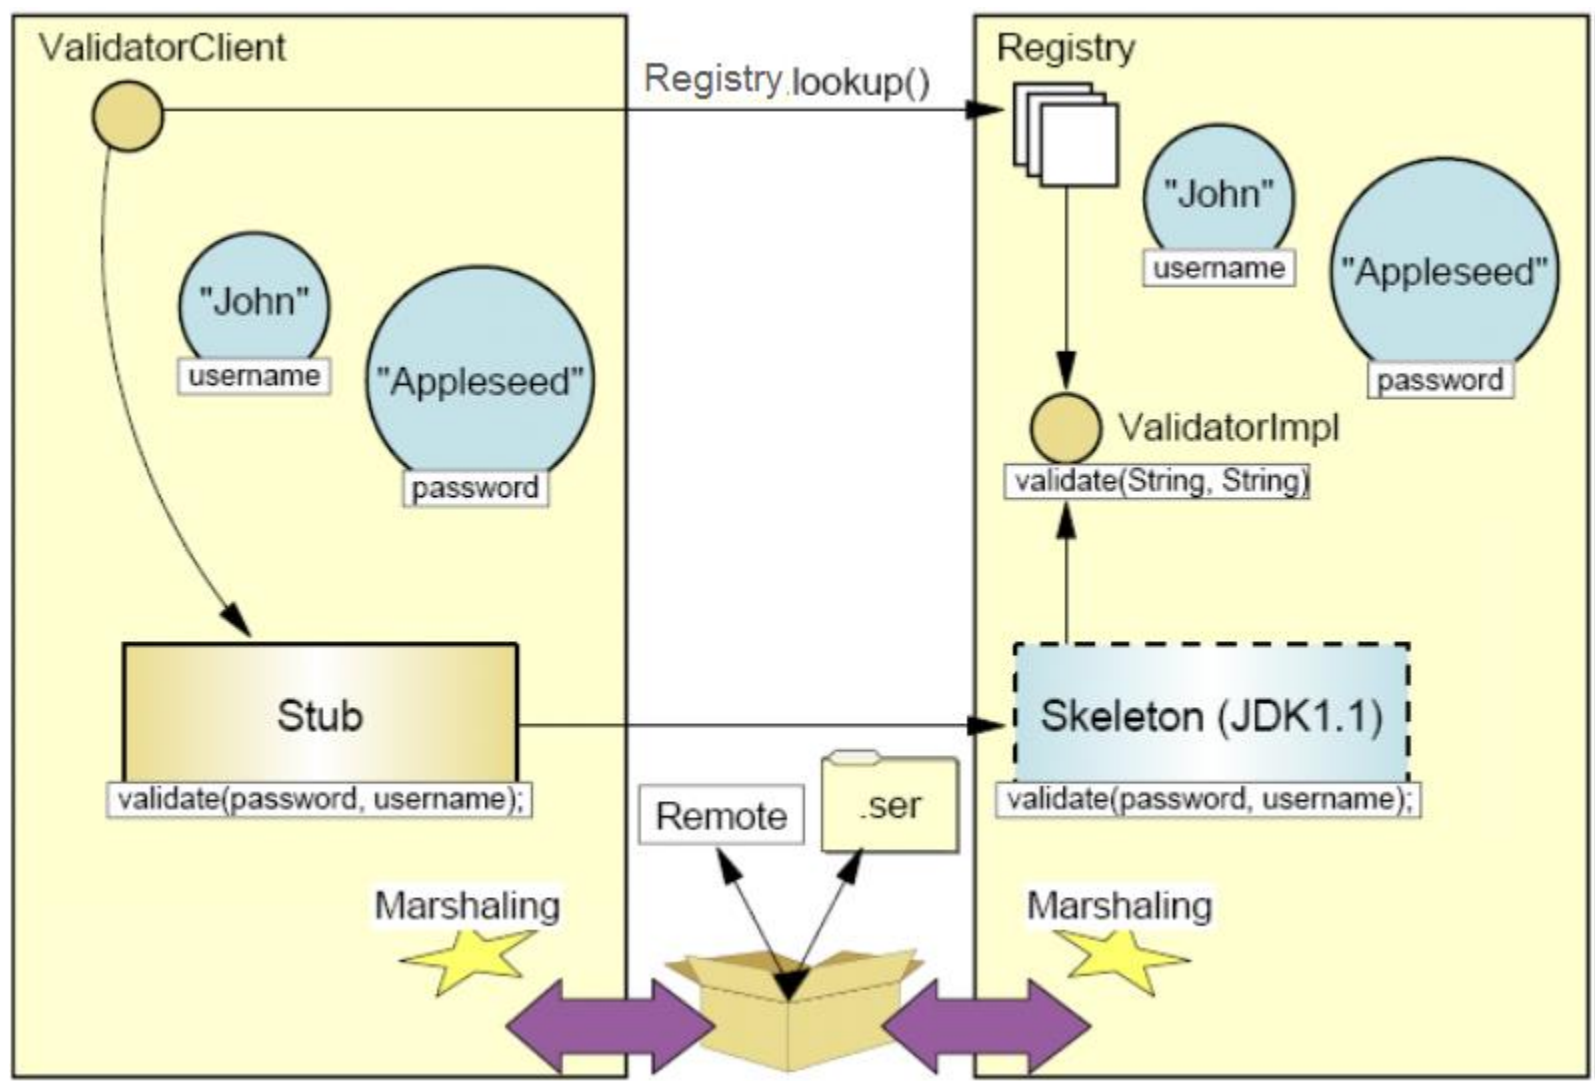 ValidatorClient
Registry.lookup()
Registry
"John"
username
"Appleseed"
password
"John"
username
"Appleseed"
password
ValidatorImpl
validate(String, String)
Stub
validate(password, username);
Skeleton (JDK1.1)
validate(password, username);
Remote
.ser
Marshaling
Marshaling